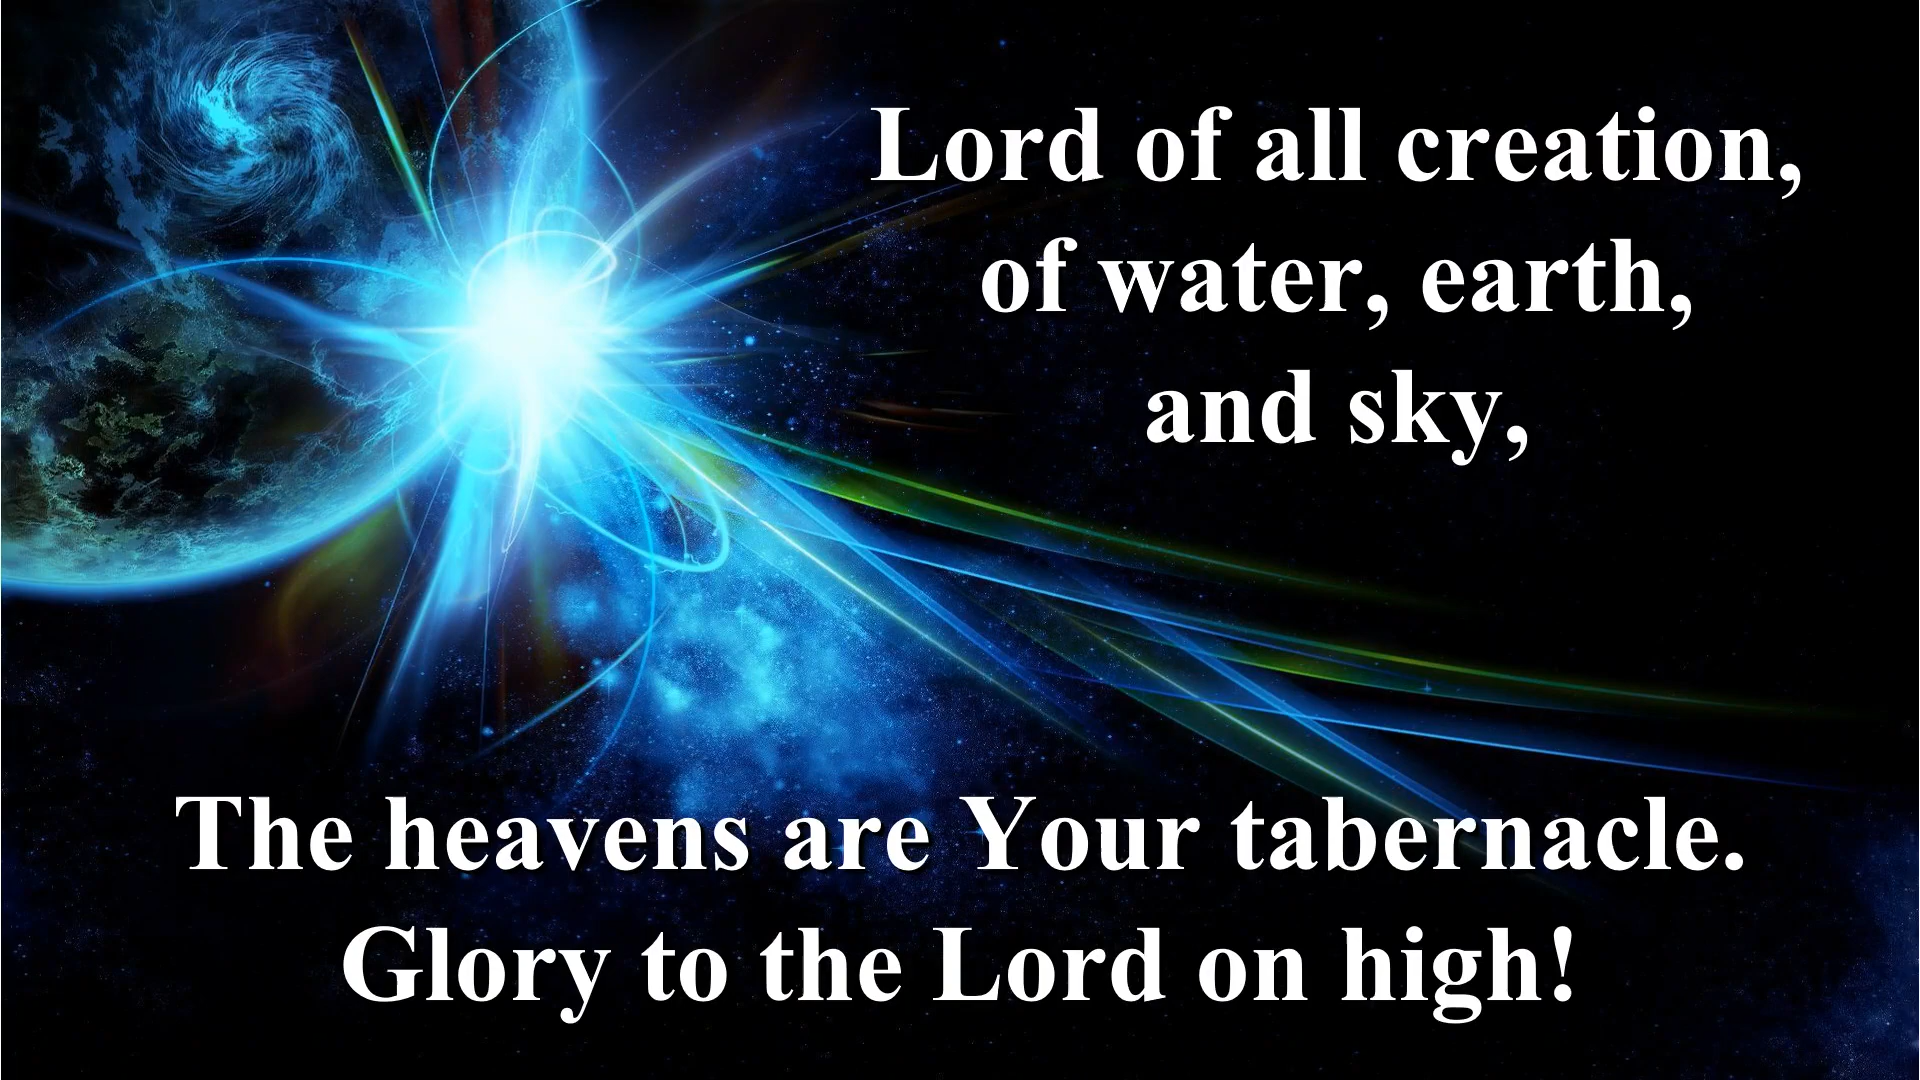 Lord of all creation,
of water, earth,
and sky,
The heavens are Your tabernacle.
Glory to the Lord on high!